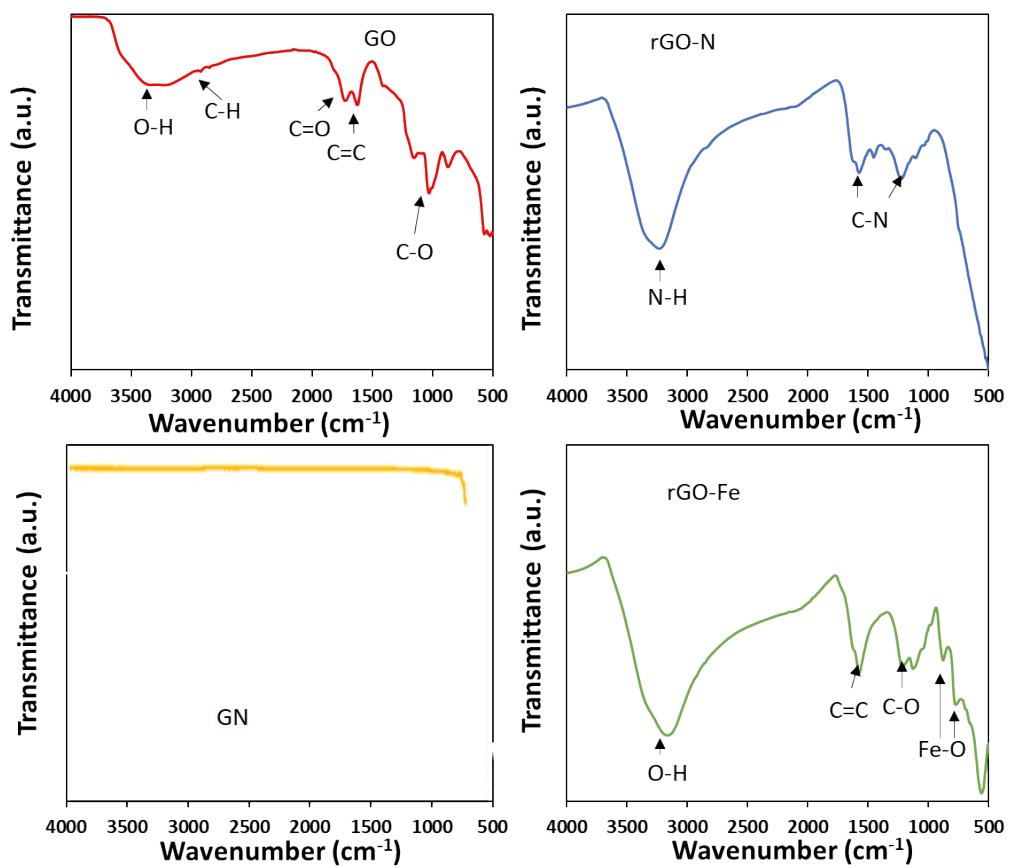 GO
O-H
C-H
C=O
C=C
C-O
Transmittance (a.u.)
4000 3500 3000 2500 2000 1500 1000 500
Wavenumber (cm⁻¹)
rGO-N
N-H
C-N
Transmittance (a.u.)
4000 3500 3000 2500 2000 1500 1000 500
Wavenumber (cm⁻¹)
GN
Transmittance (a.u.)
4000 3500 3000 2500 2000 1500 1000 500
Wavenumber (cm⁻¹)
rGO-Fe
O-H
C=C
C-O
Fe-O
Transmittance (a.u.)
4000 3500 3000 2500 2000 1500 1000 500
Wavenumber (cm⁻¹)